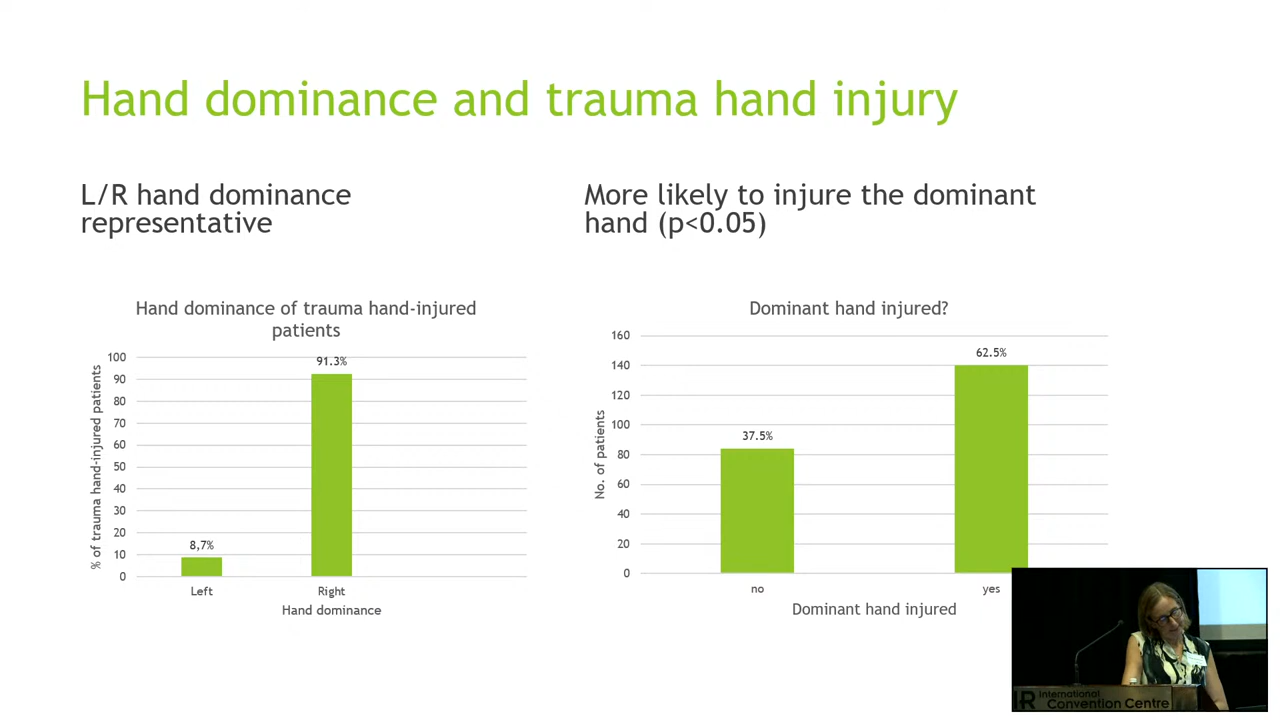 Hand dominance and trauma hand injury
L/R hand dominance
representative
More likely to injure the dominant
hand (p<0.05)
Hand dominance of trauma hand-injured
patients
% of trauma hand-injured patients
100
90
80
70
60
50
40
30
20
10
0
8,7%
91.3%
Left
Right
Hand dominance
Dominant hand injured?
No. of patients
160
140
120
100
80
60
40
20
0
37.5%
62.5%
no
yes
Dominant hand injured
International
Convention Centre